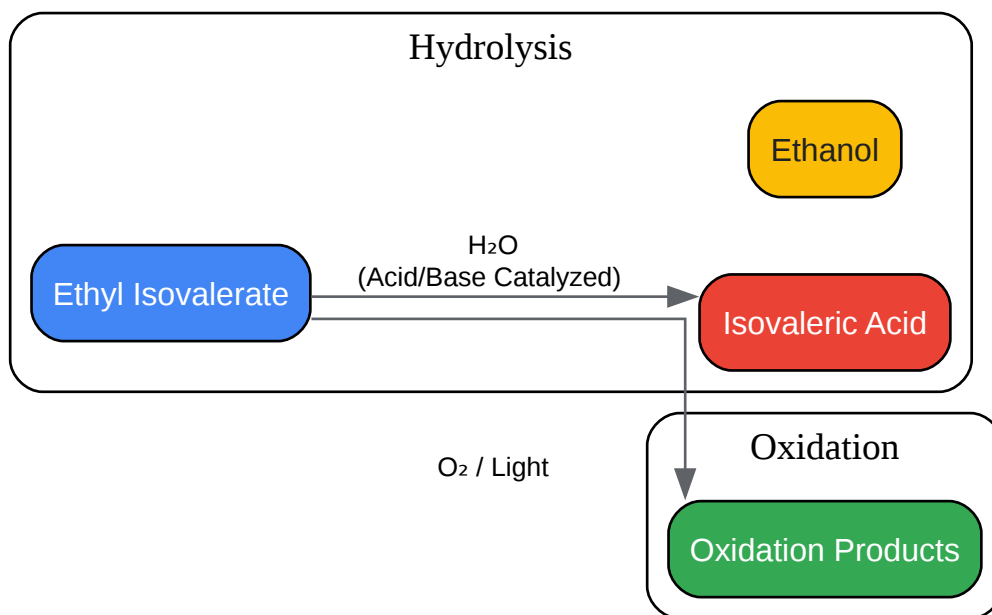 Hydrolysis
Ethanol
H₂O
(Acid/Base Catalyzed)
Ethyl Isovalerate
Isovaleric Acid
Oxidation
O₂ / Light
Oxidation Products